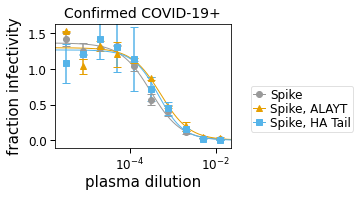 Confirmed COVID-19+
fraction infectivity
1.5
1.0
0.5
0.0
10⁻⁴
10⁻²
plasma dilution
Spike
Spike, ALAYT
Spike, HA Tail